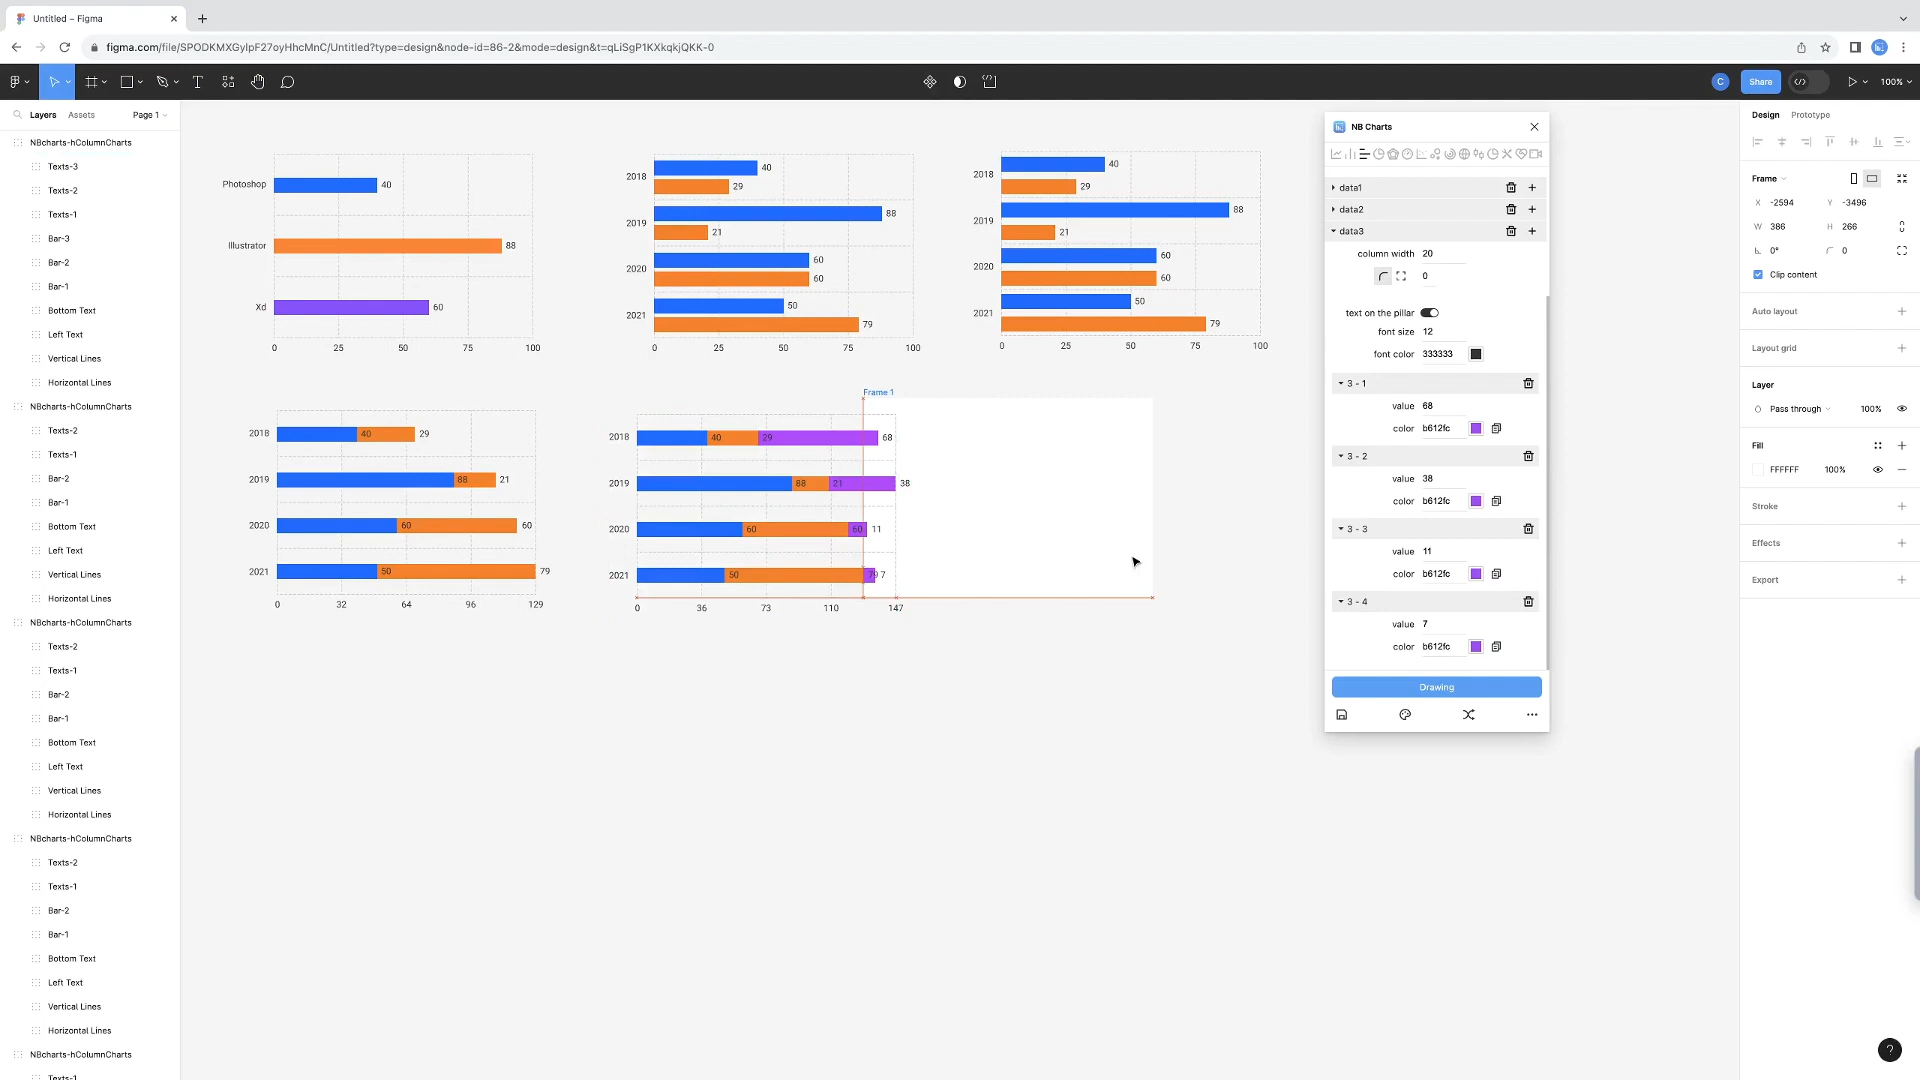 Untitled – Figma
figma.com/file/SPODKMXGylpF27oyHhcMnC/Untitled?type=design&node-id=86-2&mode=design&t=qLiSgP1KXkqkjQKK-0
C
Share
100%
Layers
Assets
Page 1
NBcharts-hColumnCharts
Texts-3
Texts-2
Texts-1
Bar-3
Bar-2
Bar-1
Bottom Text
Left Text
Vertical Lines
Horizontal Lines
NBcharts-hColumnCharts
Texts-2
Texts-1
Bar-2
Bar-1
Bottom Text
Left Text
Vertical Lines
Horizontal Lines
NBcharts-hColumnCharts
Texts-2
Texts-1
Bar-2
Bar-1
Bottom Text
Left Text
Vertical Lines
Horizontal Lines
NBcharts-hColumnCharts
Texts-2
Texts-1
Bar-2
Bar-1
Bottom Text
Left Text
Vertical Lines
Horizontal Lines
NBcharts-hColumnCharts
Texts-1
Photoshop 40
Illustrator 88
Xd 60
0 25 50 75 100
2018 40
29
2019 88
21
2020 60
60
2021 50
79
0 25 50 75 100
2018 40
29
2019 88
21
2020 60
60
2021 50
79
0 25 50 75 100
2018 40 29
2019 88 21
2020 60 60
2021 50 79
0 32 64 96 129
Frame 1
2018 40 29 68
2019 88 21 38
2020 60 60 11
2021 50 79 7
0 36 73 110 147
NB Charts
data1
data2
data3
column width 20
0
text on the pillar
font size 12
font color 333333
3 - 1
value 68
color b612fc
3 - 2
value 38
color b612fc
3 - 3
value 11
color b612fc
3 - 4
value 7
color b612fc
Drawing
Design
Prototype
Frame
X -2594 Y -3496
W 386 H 266
0° 0
Clip content
Auto layout
Layout grid
Layer
Pass through 100%
Fill
FFFFFF 100%
Stroke
Effects
Export
?